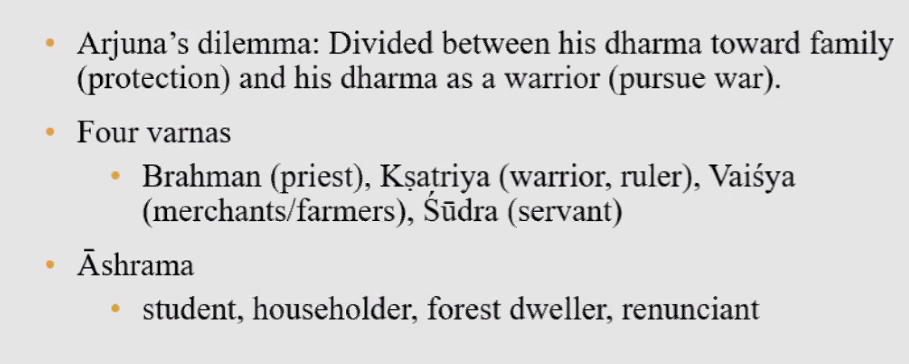 • Arjuna’s dilemma: Divided between his dharma toward family
(protection) and his dharma as a warrior (pursue war).
• Four varnas
• Brahman (priest), Kṣatriya (warrior, ruler), Vaiśya
(merchants/farmers), Śūdra (servant)
• Āshrama
• student, householder, forest dweller, renunciant